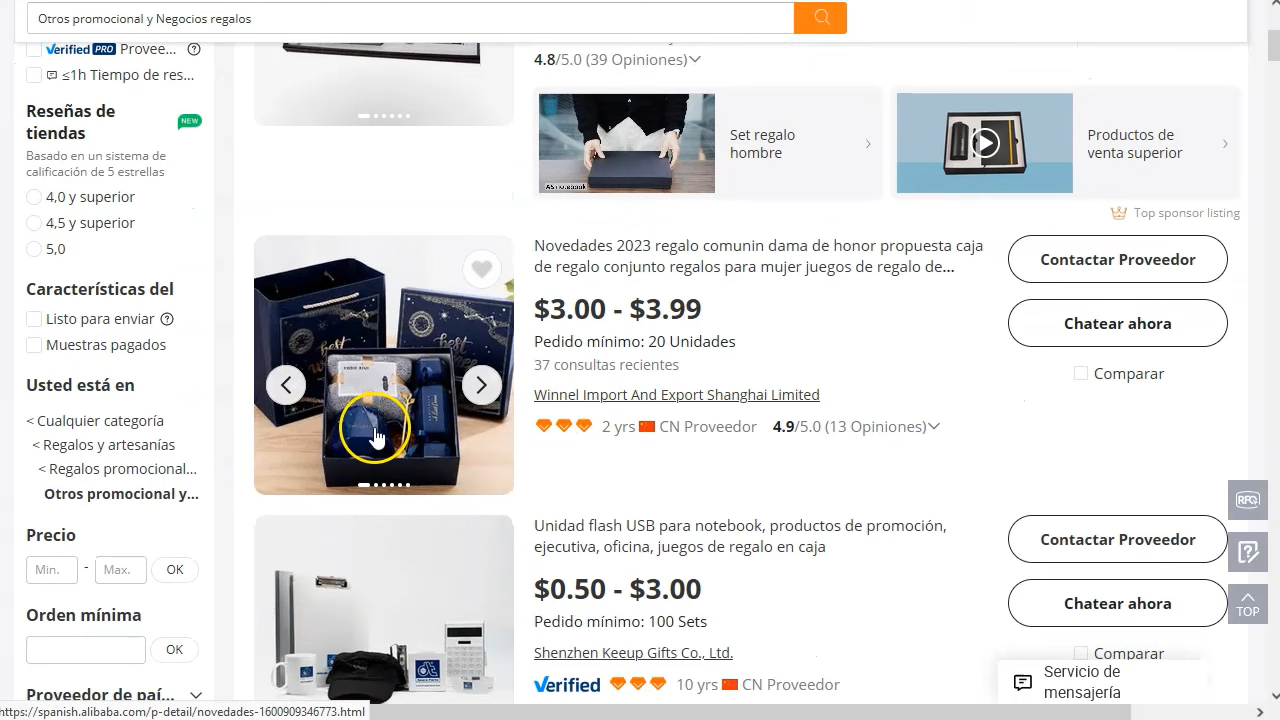 Otros promocional y Negocios regalos
Verified PRO Provee... ?
≤1h Tiempo de res...
Reseñas de
tiendas
NEW
Basado en un sistema de
calificación de 5 estrellas
4,0 y superior
4,5 y superior
5,0
Características del
Listo para enviar ?
Muestras pagados
Usted está en
< Cualquier categoría
< Regalos y artesanías
< Regalos promocional...
Otros promocional y...
Precio
Min. - Max. OK
Orden mínima
OK
Proveedor de paí...
4.8/5.0 (39 Opiniones)
Set regalo
hombre
Productos de
venta superior
Top sponsor listing
Novedades 2023 regalo comunin dama de honor propuesta caja
de regalo conjunto regalos para mujer juegos de regalo de...
$3.00 - $3.99
Pedido mínimo: 20 Unidades
37 consultas recientes
Winnel Import And Export Shanghai Limited
2 yrs CN Proveedor 4.9/5.0 (13 Opiniones)
Contactar Proveedor
Chatear ahora
Comparar
best wishes
Unidad flash USB para notebook, productos de promoción,
ejecutiva, oficina, juegos de regalo en caja
$0.50 - $3.00
Pedido mínimo: 100 Sets
Shenzhen Keeup Gifts Co., Ltd.
Verified 10 yrs CN Proveedor
Contactar Proveedor
Chatear ahora
Comparar
RFQ
TOP
Servicio de
mensajería
https://spanish.alibaba.com/p-detail/novedades-1600909346773.html